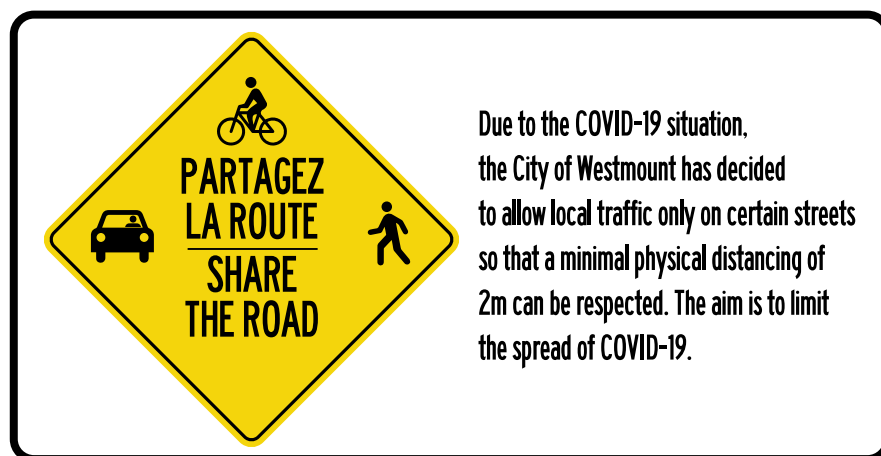 PARTAGEZ
LA ROUTE
SHARE
THE ROAD
Due to the COVID-19 situation,
the City of Westmount has decided
to allow local traffic only on certain streets
so that a minimal physical distancing of
2m can be respected. The aim is to limit
the spread of COVID-19.